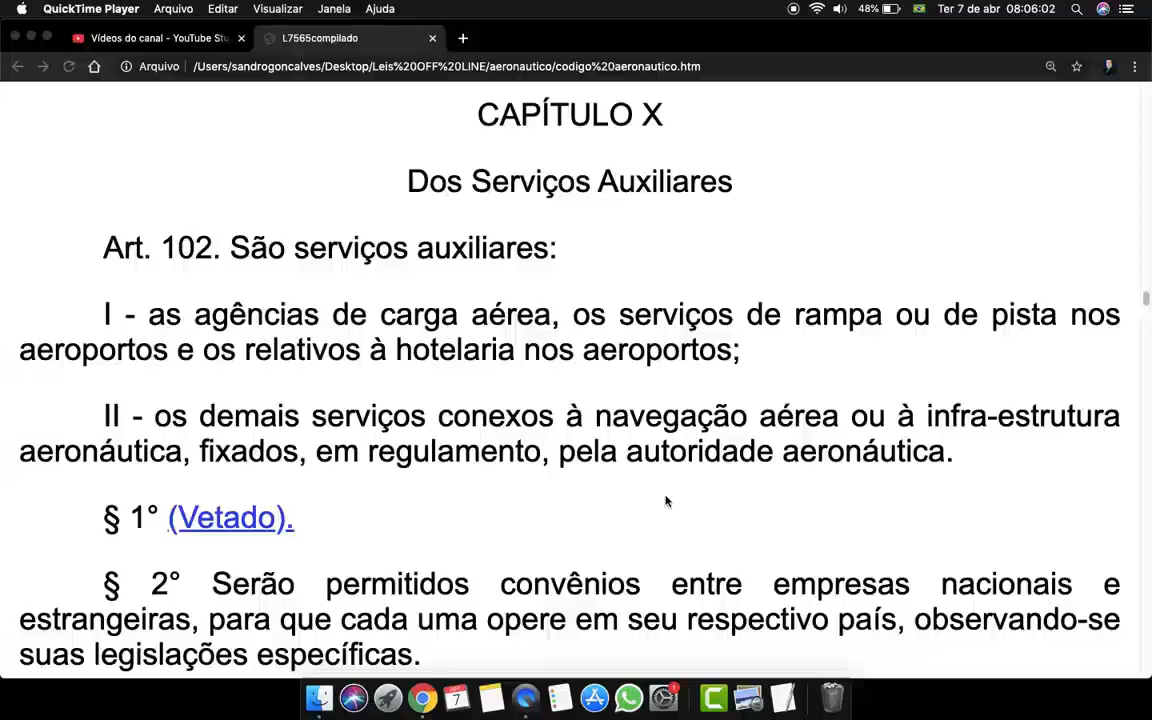 QuickTime Player Arquivo Editar Visualizar Janela Ajuda 48% Ter 7 de abr 08:06:02
Vídeos do canal - YouTube Stu L7565compilado
Arquivo /Users/sandrogoncalves/Desktop/Leis%20OFF%20LINE/aeronautico/codigo%20aeronautico.htm
CAPÍTULO X
Dos Serviços Auxiliares
Art. 102. São serviços auxiliares:
I - as agências de carga aérea, os serviços de rampa ou de pista nos
aeroportos e os relativos à hotelaria nos aeroportos;
II - os demais serviços conexos à navegação aérea ou à infra-estrutura
aeronáutica, fixados, em regulamento, pela autoridade aeronáutica.
§ 1° (Vetado).
§ 2° Serão permitidos convênios entre empresas nacionais e
estrangeiras, para que cada uma opere em seu respectivo país, observando-se
suas legislações específicas.
7
1